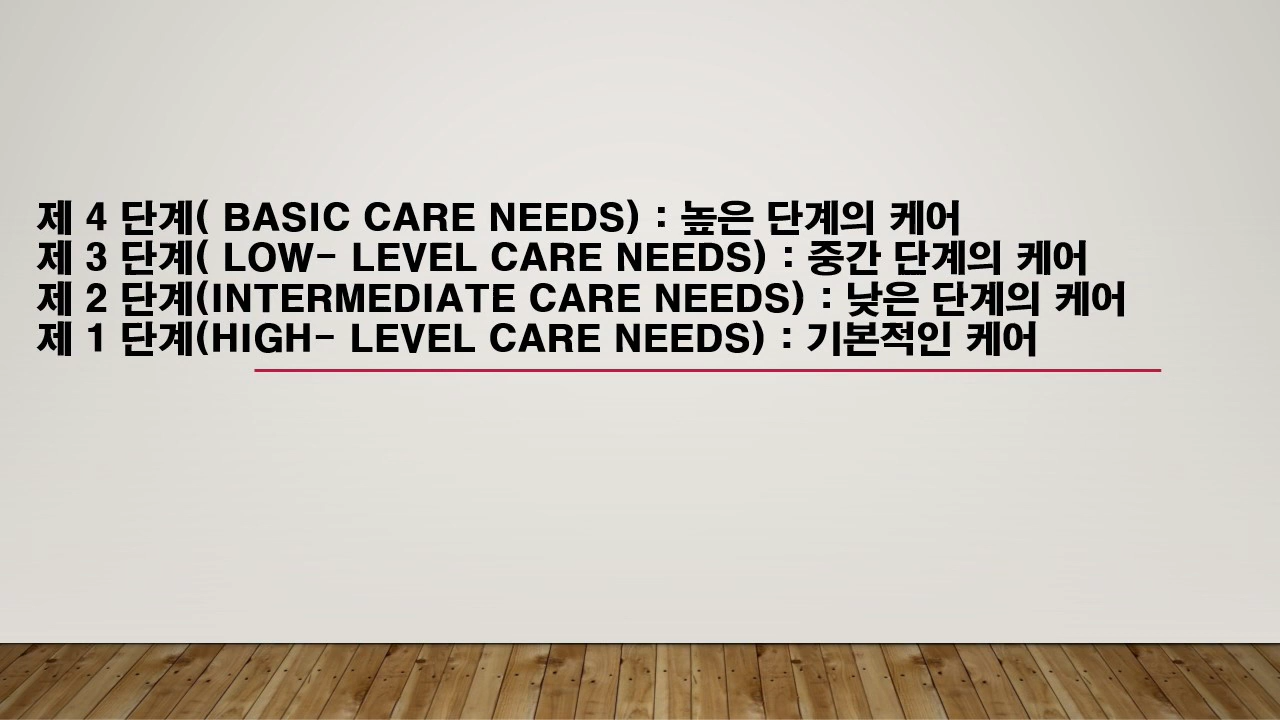 제 4 단계( BASIC CARE NEEDS) : 높은 단계의 케어
제 3 단계( LOW- LEVEL CARE NEEDS) : 중간 단계의 케어
제 2 단계(INTERMEDIATE CARE NEEDS) : 낮은 단계의 케어
제 1 단계(HIGH- LEVEL CARE NEEDS) : 기본적인 케어